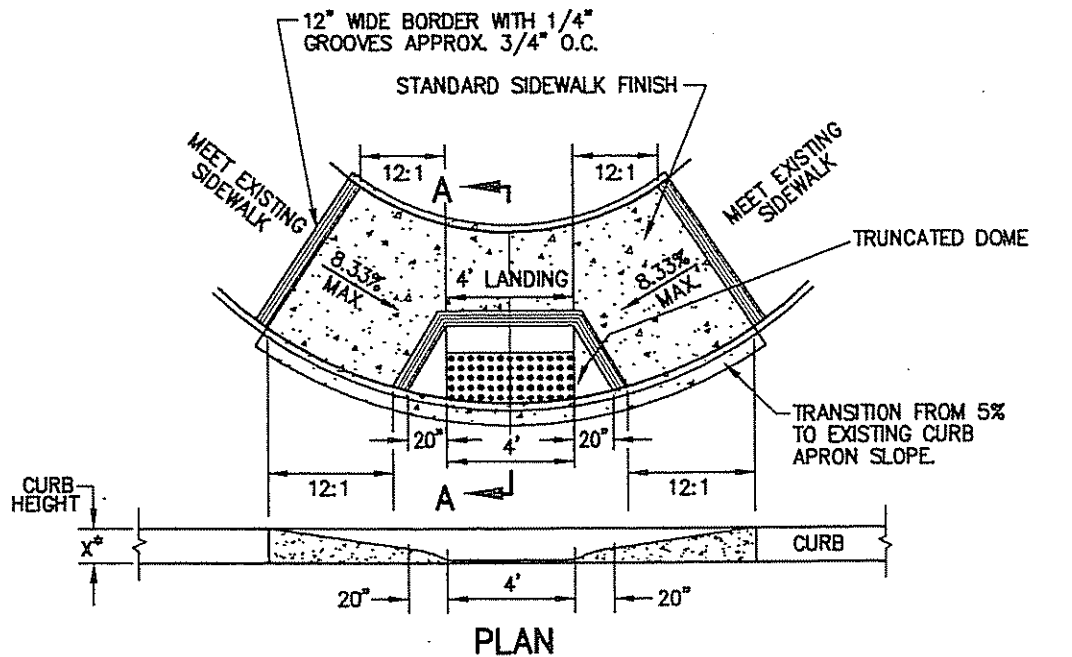 12" WIDE BORDER WITH 1/4"
GROOVES APPROX. 3/4" O.C.
STANDARD SIDEWALK FINISH
MEET EXISTING
SIDEWALK
12:1
A
12:1
MEET EXISTING
SIDEWALK
TRUNCATED DOME
8.33%
MAX.
4' LANDING
8.33%
MAX.
20"
4'
20"
TRANSITION FROM 5%
TO EXISTING CURB
APRON SLOPE.
12:1
A
12:1
CURB
HEIGHT
X"
CURB
20"
4'
20"
PLAN